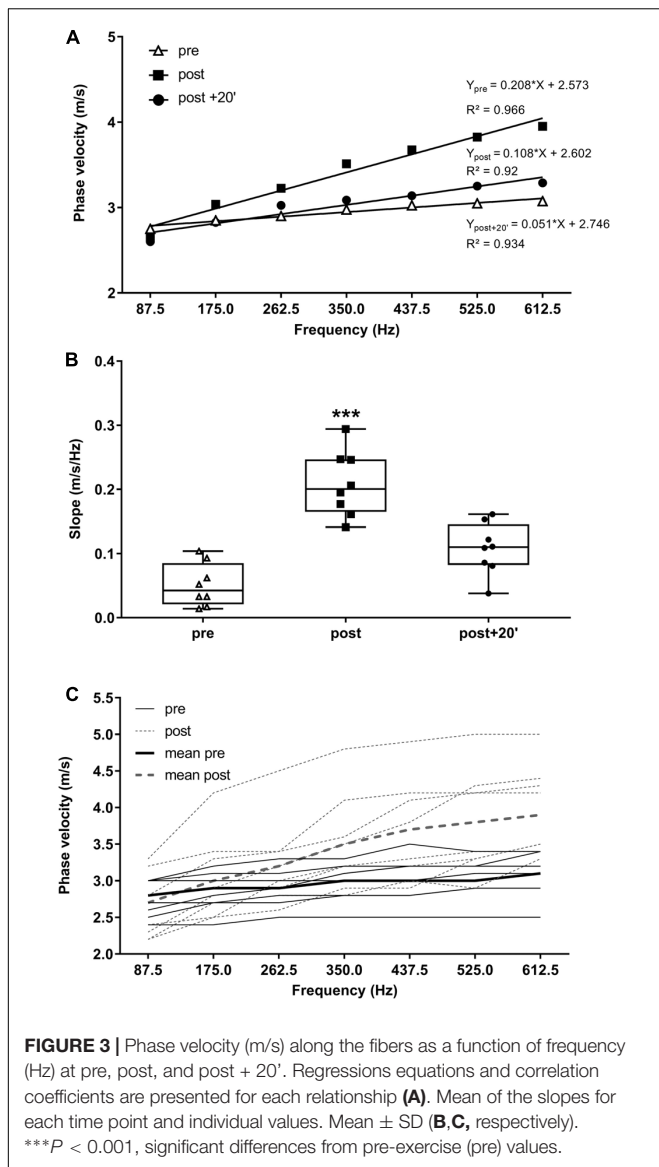 A
pre
post
post +20'
Phase velocity (m/s)
5
4
3
2
Y_pre = 0.208*X + 2.573
R² = 0.966
Y_post = 0.108*X + 2.602
R² = 0.92
Y_post+20' = 0.051*X + 2.746
R² = 0.934
87.5 175.0 262.5 350.0 437.5 525.0 612.5
Frequency (Hz)
B
Slope (m/s/Hz)
0.4
0.3
0.2
0.1
0.0
***
pre post post+20'
C
pre
post
mean pre
mean post
Phase velocity (m/s)
5.5
5.0
4.5
4.0
3.5
3.0
2.5
2.0
87.5 175.0 262.5 350.0 437.5 525.0 612.5
Frequency (Hz)
FIGURE 3 | Phase velocity (m/s) along the fibers as a function of frequency
(Hz) at pre, post, and post + 20'. Regressions equations and correlation
coefficients are presented for each relationship (A). Mean of the slopes for
each time point and individual values. Mean ± SD (B,C, respectively).
***P < 0.001, significant differences from pre-exercise (pre) values.